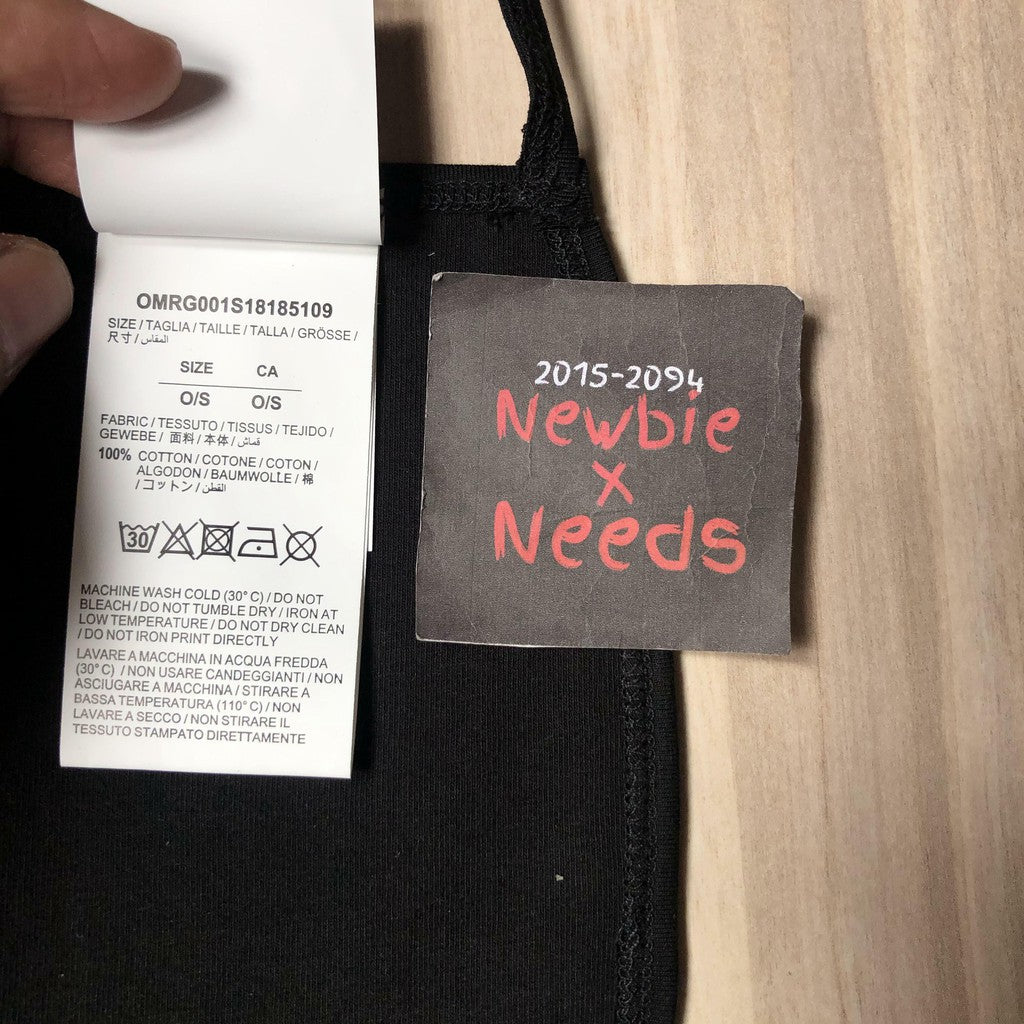 OMRG001S18185109
SIZE / TAGLIA / TAILLE / TALLA / GRÖSSE /
尺寸 / المقاس
SIZE CA
O/S O/S
FABRIC / TESSUTO / TISSUS / TEJIDO /
GEWEBE / 面料 / 本体 / قماش
100% COTTON / COTONE / COTON /
ALGODON / BAUMWOLLE / 棉
/ コットン / القطن
30
MACHINE WASH COLD (30° C) / DO NOT
BLEACH / DO NOT TUMBLE DRY / IRON AT
LOW TEMPERATURE / DO NOT DRY CLEAN
/ DO NOT IRON PRINT DIRECTLY
LAVARE A MACCHINA IN ACQUA FREDDA
(30° C) / NON USARE CANDEGGIANTI / NON
ASCIUGARE A MACCHINA / STIRARE A
BASSA TEMPERATURA (110° C) / NON
LAVARE A SECCO / NON STIRARE IL
TESSUTO STAMPATO DIRETTAMENTE
2015-2094
Newbie
x
Needs